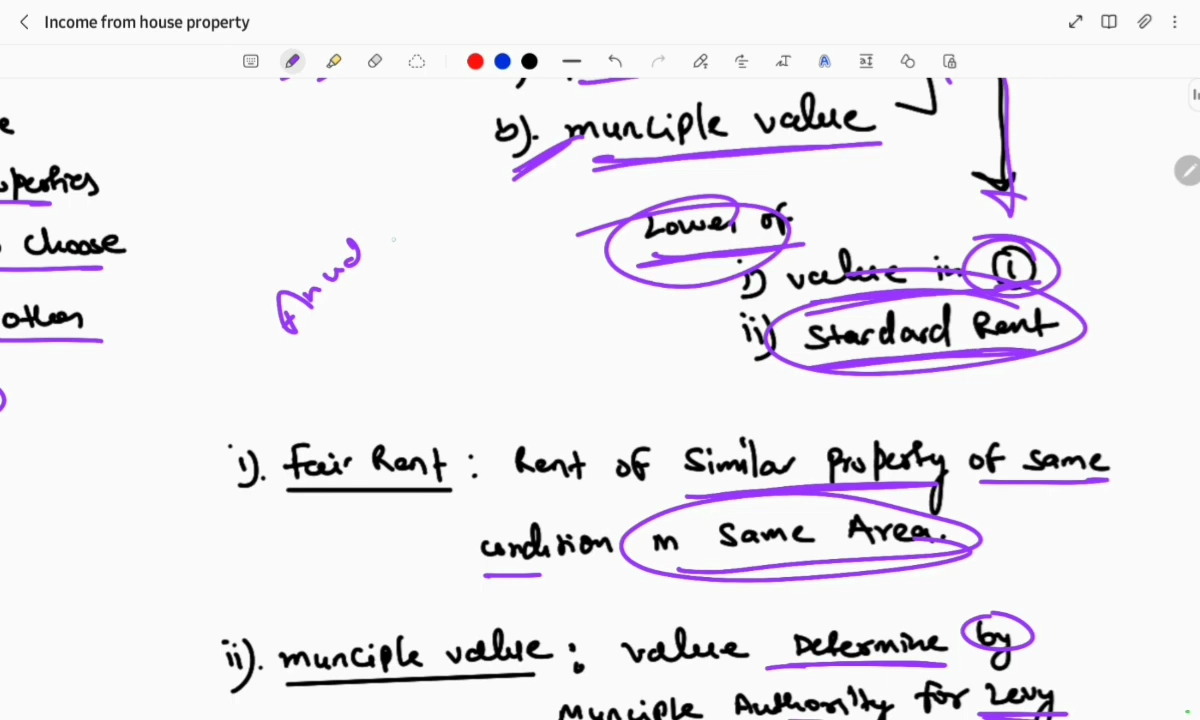 Income from house property
b). munciple value
operties
Lower of
choose
i) value in i
other
ii) Stardard Rent
i). fair Rent : Rent of Similar Property of same
condition in Same Area.
ii). munciple value : value Determine by
Munciple Authority for Levy